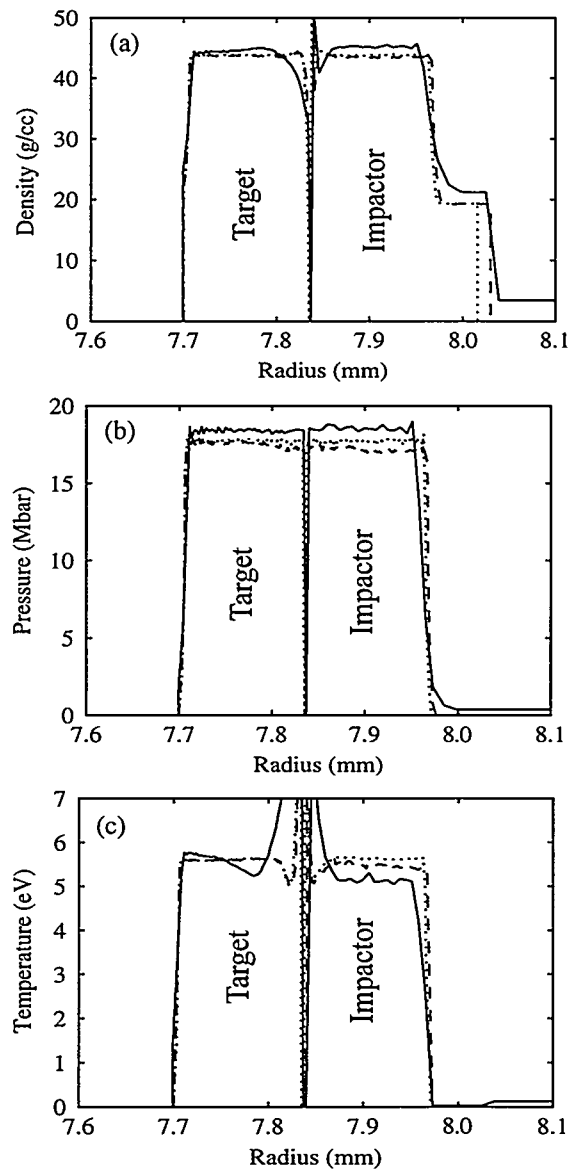 50
40
30
20
10
0
(a)
Density (g/cc)
Target
Impactor
7.6 7.7 7.8 7.9 8.0 8.1
Radius (mm)
20
15
10
5
0
(b)
Pressure (Mbar)
Target
Impactor
7.6 7.7 7.8 7.9 8.0 8.1
Radius (mm)
7
6
5
4
3
2
1
0
(c)
Temperature (eV)
Target
Impactor
7.6 7.7 7.8 7.9 8.0 8.1
Radius (mm)